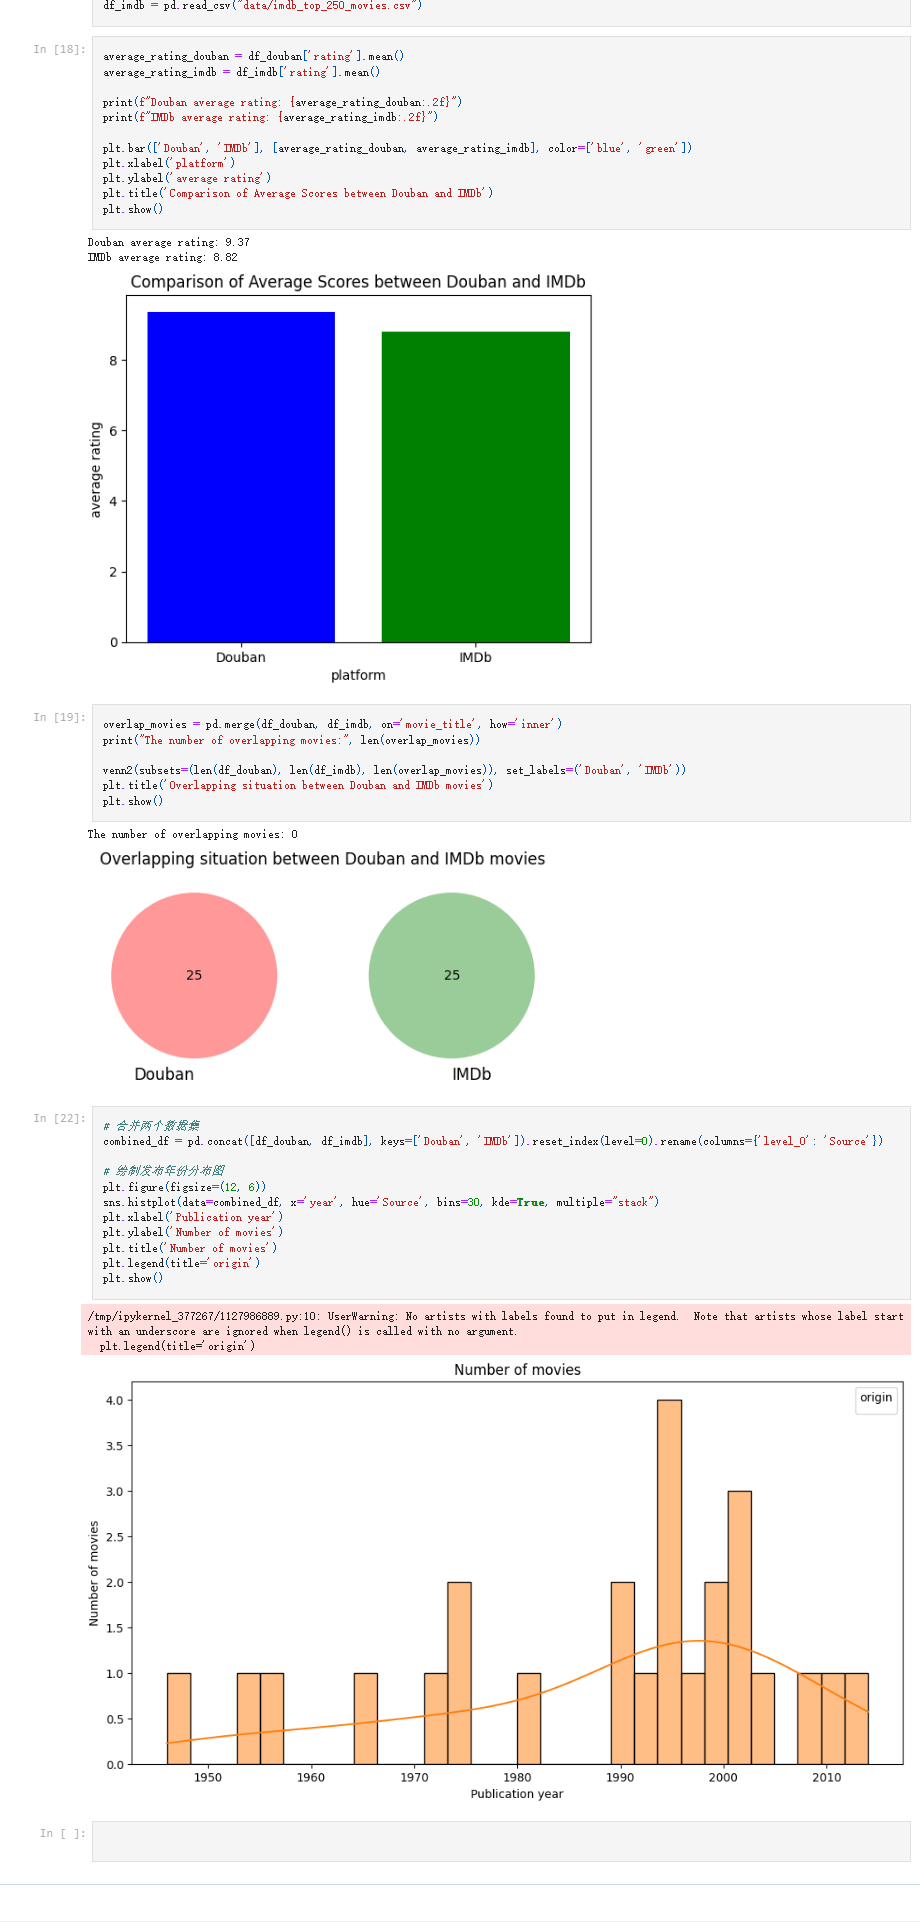 df_imdb = pd.read_csv("data/imdb_top_250_movies.csv")
In [18]:
average_rating_douban = df_douban['rating'].mean()
average_rating_imdb = df_imdb['rating'].mean()
print(f"Douban average rating: {average_rating_douban:.2f}")
print(f"IMDb average rating: {average_rating_imdb:.2f}")
plt.bar(['Douban', 'IMDb'], [average_rating_douban, average_rating_imdb], color=['blue', 'green'])
plt.xlabel('platform')
plt.ylabel('average rating')
plt.title('Comparison of Average Scores between Douban and IMDb')
plt.show()
Douban average rating: 9.37
IMDb average rating: 8.82
Comparison of Average Scores between Douban and IMDb
average rating
8
6
4
2
0
Douban IMDb
platform
In [19]:
overlap_movies = pd.merge(df_douban, df_imdb, on='movie_title', how='inner')
print("The number of overlapping movies:", len(overlap_movies))
venn2(subsets=(len(df_douban), len(df_imdb), len(overlap_movies)), set_labels=('Douban', 'IMDb'))
plt.title('Overlapping situation between Douban and IMDb movies')
plt.show()
The number of overlapping movies: 0
Overlapping situation between Douban and IMDb movies
25 25
Douban IMDb
In [22]:
# 合并两个数据集
combined_df = pd.concat([df_douban, df_imdb], keys=['Douban', 'IMDb']).reset_index(level=0).rename(columns={'level_0': 'Source'})
# 绘制发布年份分布图
plt.figure(figsize=(12, 6))
sns.histplot(data=combined_df, x='year', hue='Source', bins=30, kde=True, multiple="stack")
plt.xlabel('Publication year')
plt.ylabel('Number of movies')
plt.title('Number of movies')
plt.legend(title='origin')
plt.show()
/tmp/ipykernel_377267/1127986889.py:10: UserWarning: No artists with labels found to put in legend.  Note that artists whose label start
with an underscore are ignored when legend() is called with no argument.
plt.legend(title='origin')
Number of movies
origin
Number of movies
4.0
3.5
3.0
2.5
2.0
1.5
1.0
0.5
0.0
1950 1960 1970 1980 1990 2000 2010
Publication year
In [ ]: